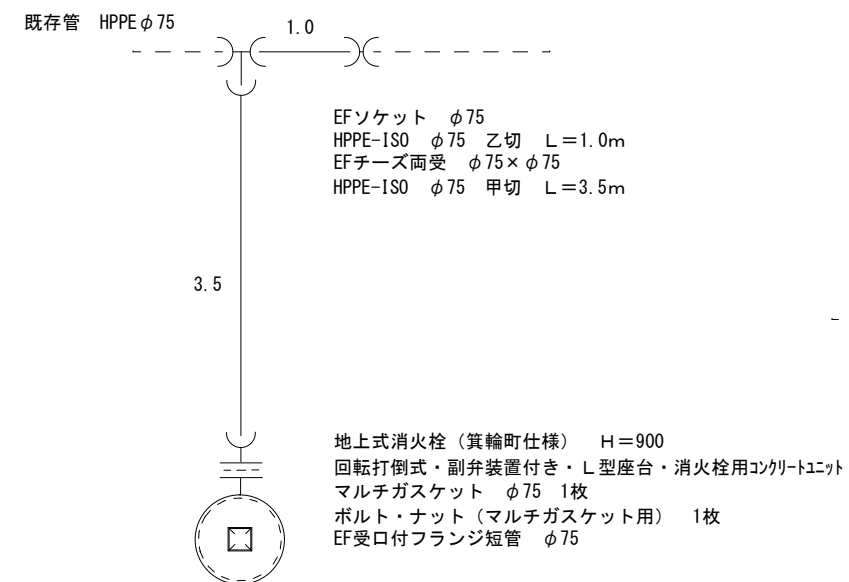 既存管　HPPEφ75
1.0
EFソケット　φ75
HPPE-ISO　φ75　乙切　Ｌ＝1.0ｍ
EFチーズ両受　φ75×φ75
HPPE-ISO　φ75　甲切　Ｌ＝3.5ｍ
3.5
地上式消火栓（箕輪町仕様）　Ｈ＝900
回転打倒式・副弁装置付き・Ｌ型座台・消火栓用ｺﾝｸﾘｰﾄﾕﾆｯﾄ
マルチガスケット　φ75　1枚
ボルト・ナット（マルチガスケット用）　1枚
EF受口付フランジ短管　φ75